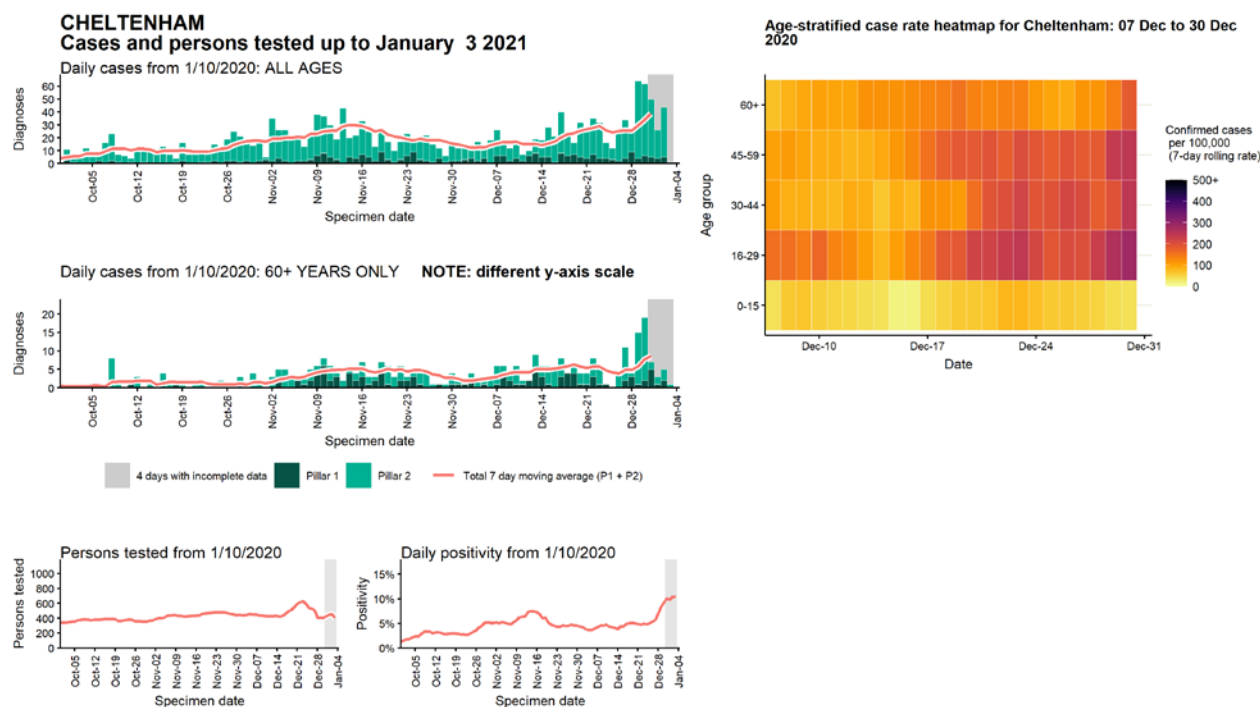 CHELTENHAM
Cases and persons tested up to January 3 2021
Daily cases from 1/10/2020: ALL AGES
Diagnoses
60
50
40
30
20
10
0
Oct-05
Oct-12
Oct-19
Oct-26
Nov-02
Nov-09
Nov-16
Nov-23
Nov-30
Dec-07
Dec-14
Dec-21
Dec-28
Jan-04
Specimen date
Daily cases from 1/10/2020: 60+ YEARS ONLY NOTE: different y-axis scale
Diagnoses
20
15
10
5
0
Oct-05
Oct-12
Oct-19
Oct-26
Nov-02
Nov-09
Nov-16
Nov-23
Nov-30
Dec-07
Dec-14
Dec-21
Dec-28
Jan-04
Specimen date
4 days with incomplete data
Pillar 1
Pillar 2
Total 7 day moving average (P1 + P2)
Persons tested from 1/10/2020
Persons tested
1000
800
600
400
200
0
Oct-05
Oct-12
Oct-19
Oct-26
Nov-02
Nov-09
Nov-16
Nov-23
Nov-30
Dec-07
Dec-14
Dec-21
Dec-28
Jan-04
Specimen date
Daily positivity from 1/10/2020
Positivity
15%
10%
5%
0%
Oct-05
Oct-12
Oct-19
Oct-26
Nov-02
Nov-09
Nov-16
Nov-23
Nov-30
Dec-07
Dec-14
Dec-21
Dec-28
Jan-04
Specimen date
Age-stratified case rate heatmap for Cheltenham: 07 Dec to 30 Dec
2020
Age group
60+
45-59
30-44
16-29
0-15
Dec-10
Dec-17
Dec-24
Dec-31
Date
Confirmed cases
per 100,000
(7-day rolling rate)
500+
400
300
200
100
0